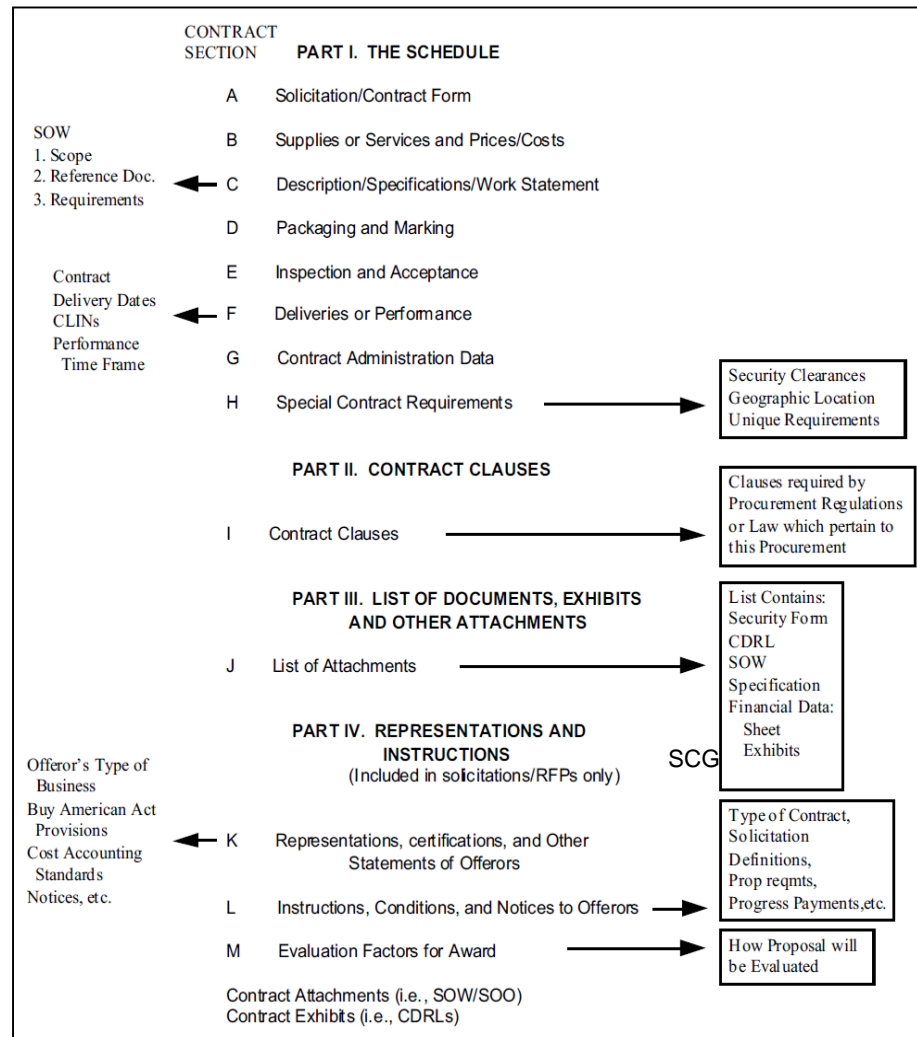 CONTRACT
SECTION PART I. THE SCHEDULE
A Solicitation/Contract Form
B Supplies or Services and Prices/Costs
SOW
1. Scope
2. Reference Doc.
3. Requirements
C Description/Specifications/Work Statement
D Packaging and Marking
E Inspection and Acceptance
Contract
Delivery Dates
CLINs
Performance
Time Frame
F Deliveries or Performance
G Contract Administration Data
H Special Contract Requirements
Security Clearances
Geographic Location
Unique Requirements
PART II. CONTRACT CLAUSES
I Contract Clauses
Clauses required by
Procurement Regulations
or Law which pertain to
this Procurement
PART III. LIST OF DOCUMENTS, EXHIBITS
AND OTHER ATTACHMENTS
J List of Attachments
List Contains:
Security Form
CDRL
SOW
Specification
Financial Data:
Sheet
Exhibits
PART IV. REPRESENTATIONS AND
INSTRUCTIONS
(Included in solicitations/RFPs only)
SCG
Offeror's Type of
Business
Buy American Act
Provisions
Cost Accounting
Standards
Notices, etc.
K Representations, certifications, and Other
Statements of Offerors
L Instructions, Conditions, and Notices to Offerors
Type of Contract,
Solicitation
Definitions,
Prop reqmts,
Progress Payments,etc.
M Evaluation Factors for Award
How Proposal will
be Evaluated
Contract Attachments (i.e., SOW/SOO)
Contract Exhibits (i.e., CDRLs)